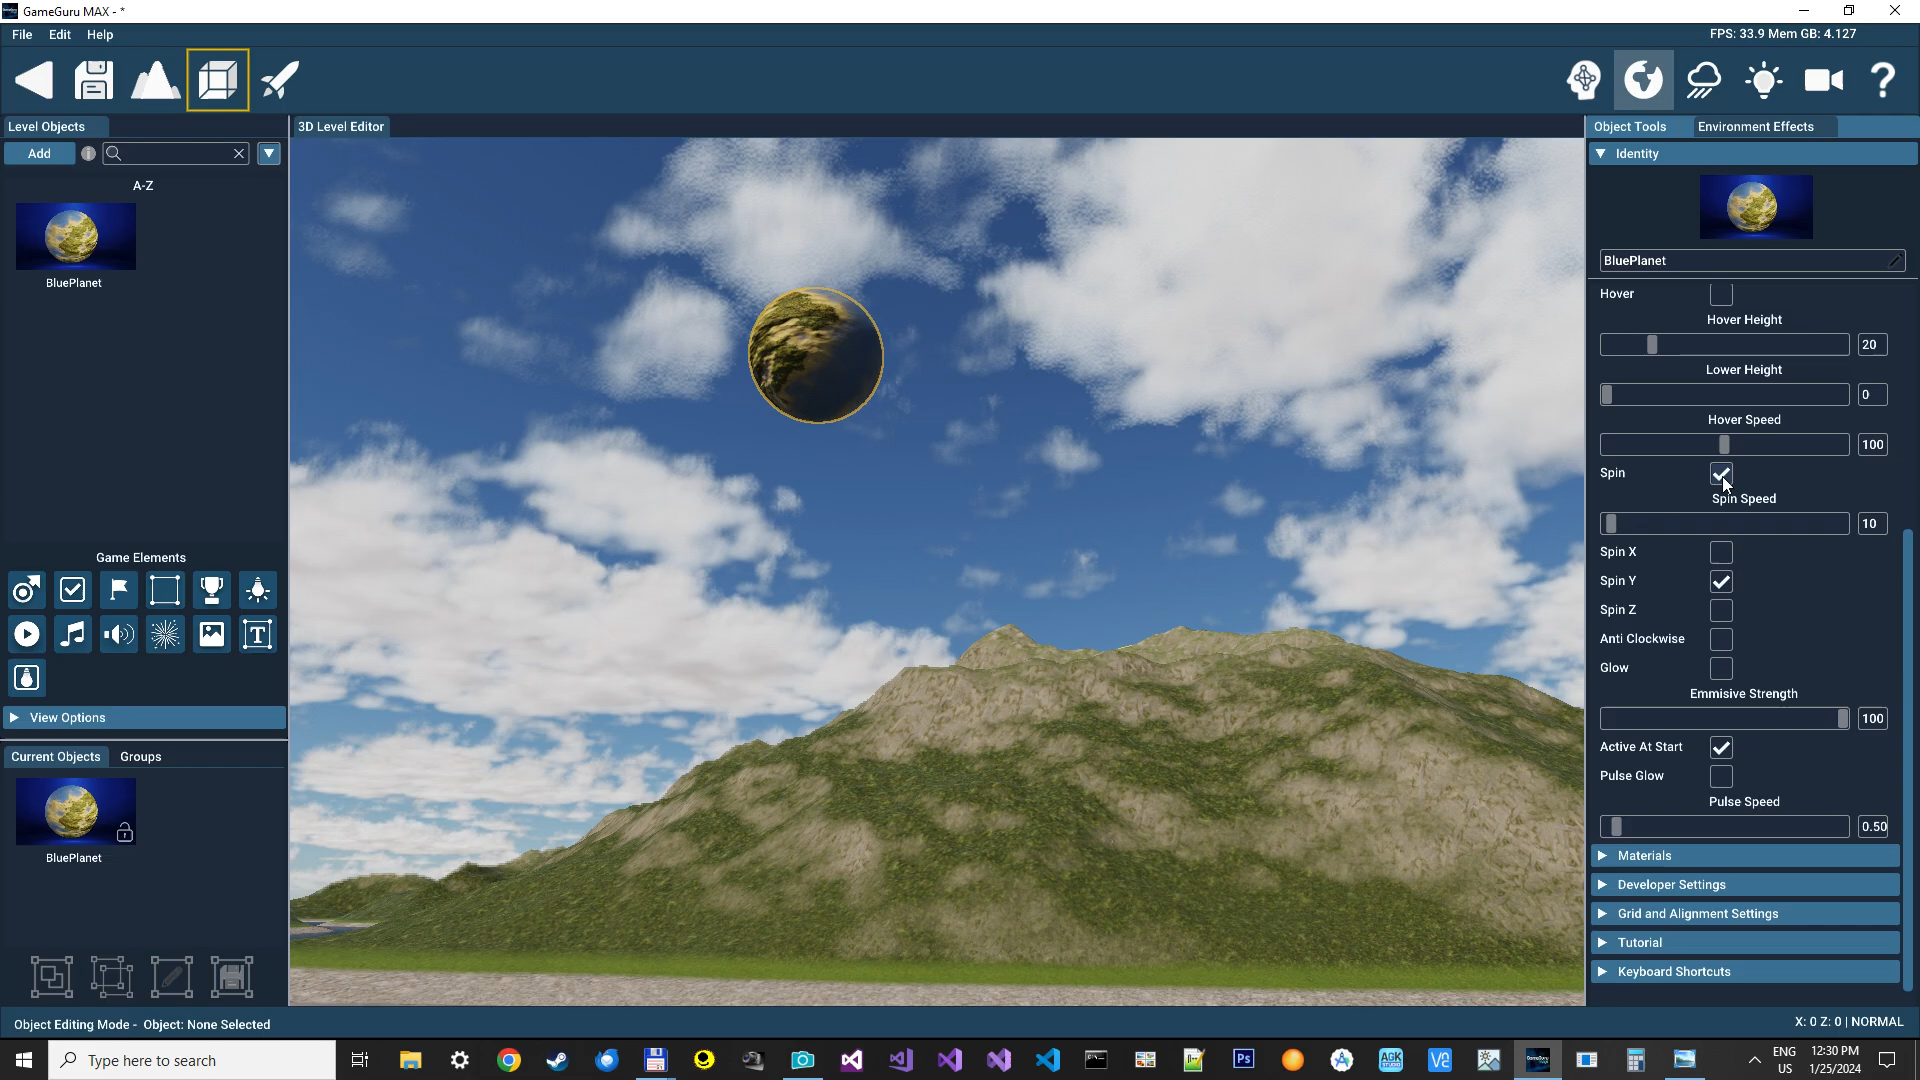 GameGuru MAX - *
File Edit Help
FPS: 33.9 Mem GB: 4.127
Level Objects
3D Level Editor
Object Tools
Environment Effects
Add
Identity
A-Z
BluePlanet
BluePlanet
Hover
Hover Height
20
Lower Height
0
Hover Speed
100
Spin
Spin Speed
10
Spin X
Spin Y
Spin Z
Anti Clockwise
Glow
Emmisive Strength
100
Active At Start
Pulse Glow
Pulse Speed
0.50
Materials
Developer Settings
Grid and Alignment Settings
Tutorial
Keyboard Shortcuts
Game Elements
T
View Options
Current Objects
Groups
BluePlanet
Object Editing Mode - Object: None Selected
X: 0 Z: 0 | NORMAL
Type here to search
Ps
AGK
STUDIO
ENG
US
12:30 PM
1/25/2024